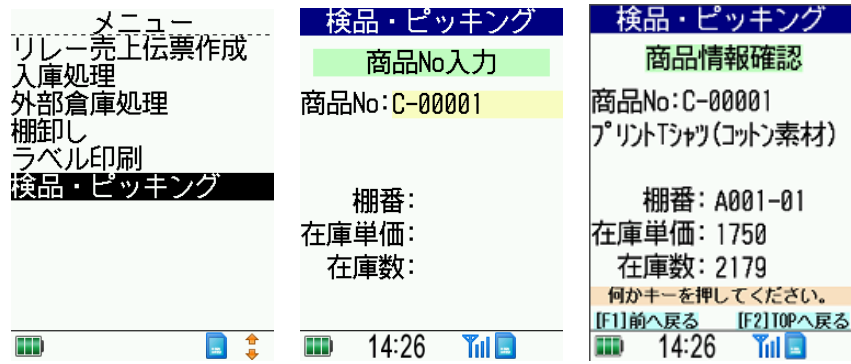 メニュー
リレー売上伝票作成
入庫処理
外部倉庫処理
棚卸し
ラベル印刷
検品・ピッキング
検品・ピッキング
商品No入力
商品No:C-00001
棚番:
在庫単価:
在庫数:
14:26
検品・ピッキング
商品情報確認
商品No:C-00001
プリントTシャツ(コットン素材)
棚番:A001-01
在庫単価:1750
在庫数:2179
何かキーを押してください。
[F1]前へ戻る [F2]TOPへ戻る
14:26